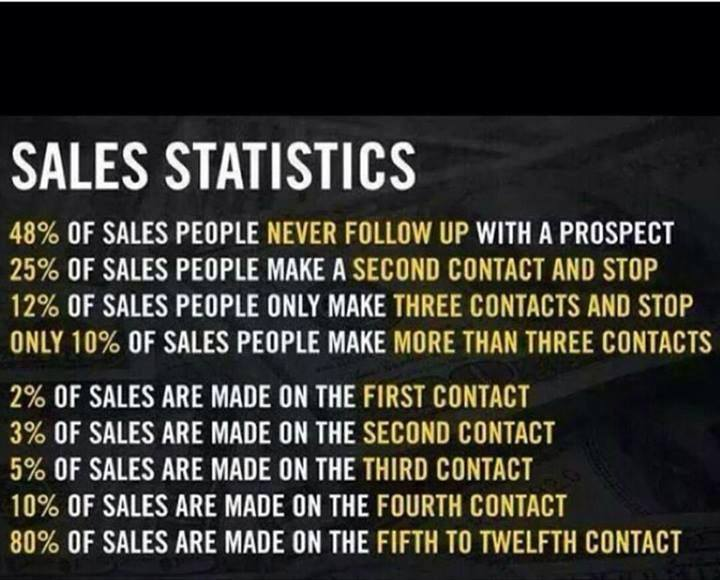 SALES STATISTICS
48% OF SALES PEOPLE NEVER FOLLOW UP WITH A PROSPECT
25% OF SALES PEOPLE MAKE A SECOND CONTACT AND STOP
12% OF SALES PEOPLE ONLY MAKE THREE CONTACTS AND STOP
ONLY 10% OF SALES PEOPLE MAKE MORE THAN THREE CONTACTS
2% OF SALES ARE MADE ON THE FIRST CONTACT
3% OF SALES ARE MADE ON THE SECOND CONTACT
5% OF SALES ARE MADE ON THE THIRD CONTACT
10% OF SALES ARE MADE ON THE FOURTH CONTACT
80% OF SALES ARE MADE ON THE FIFTH TO TWELFTH CONTACT